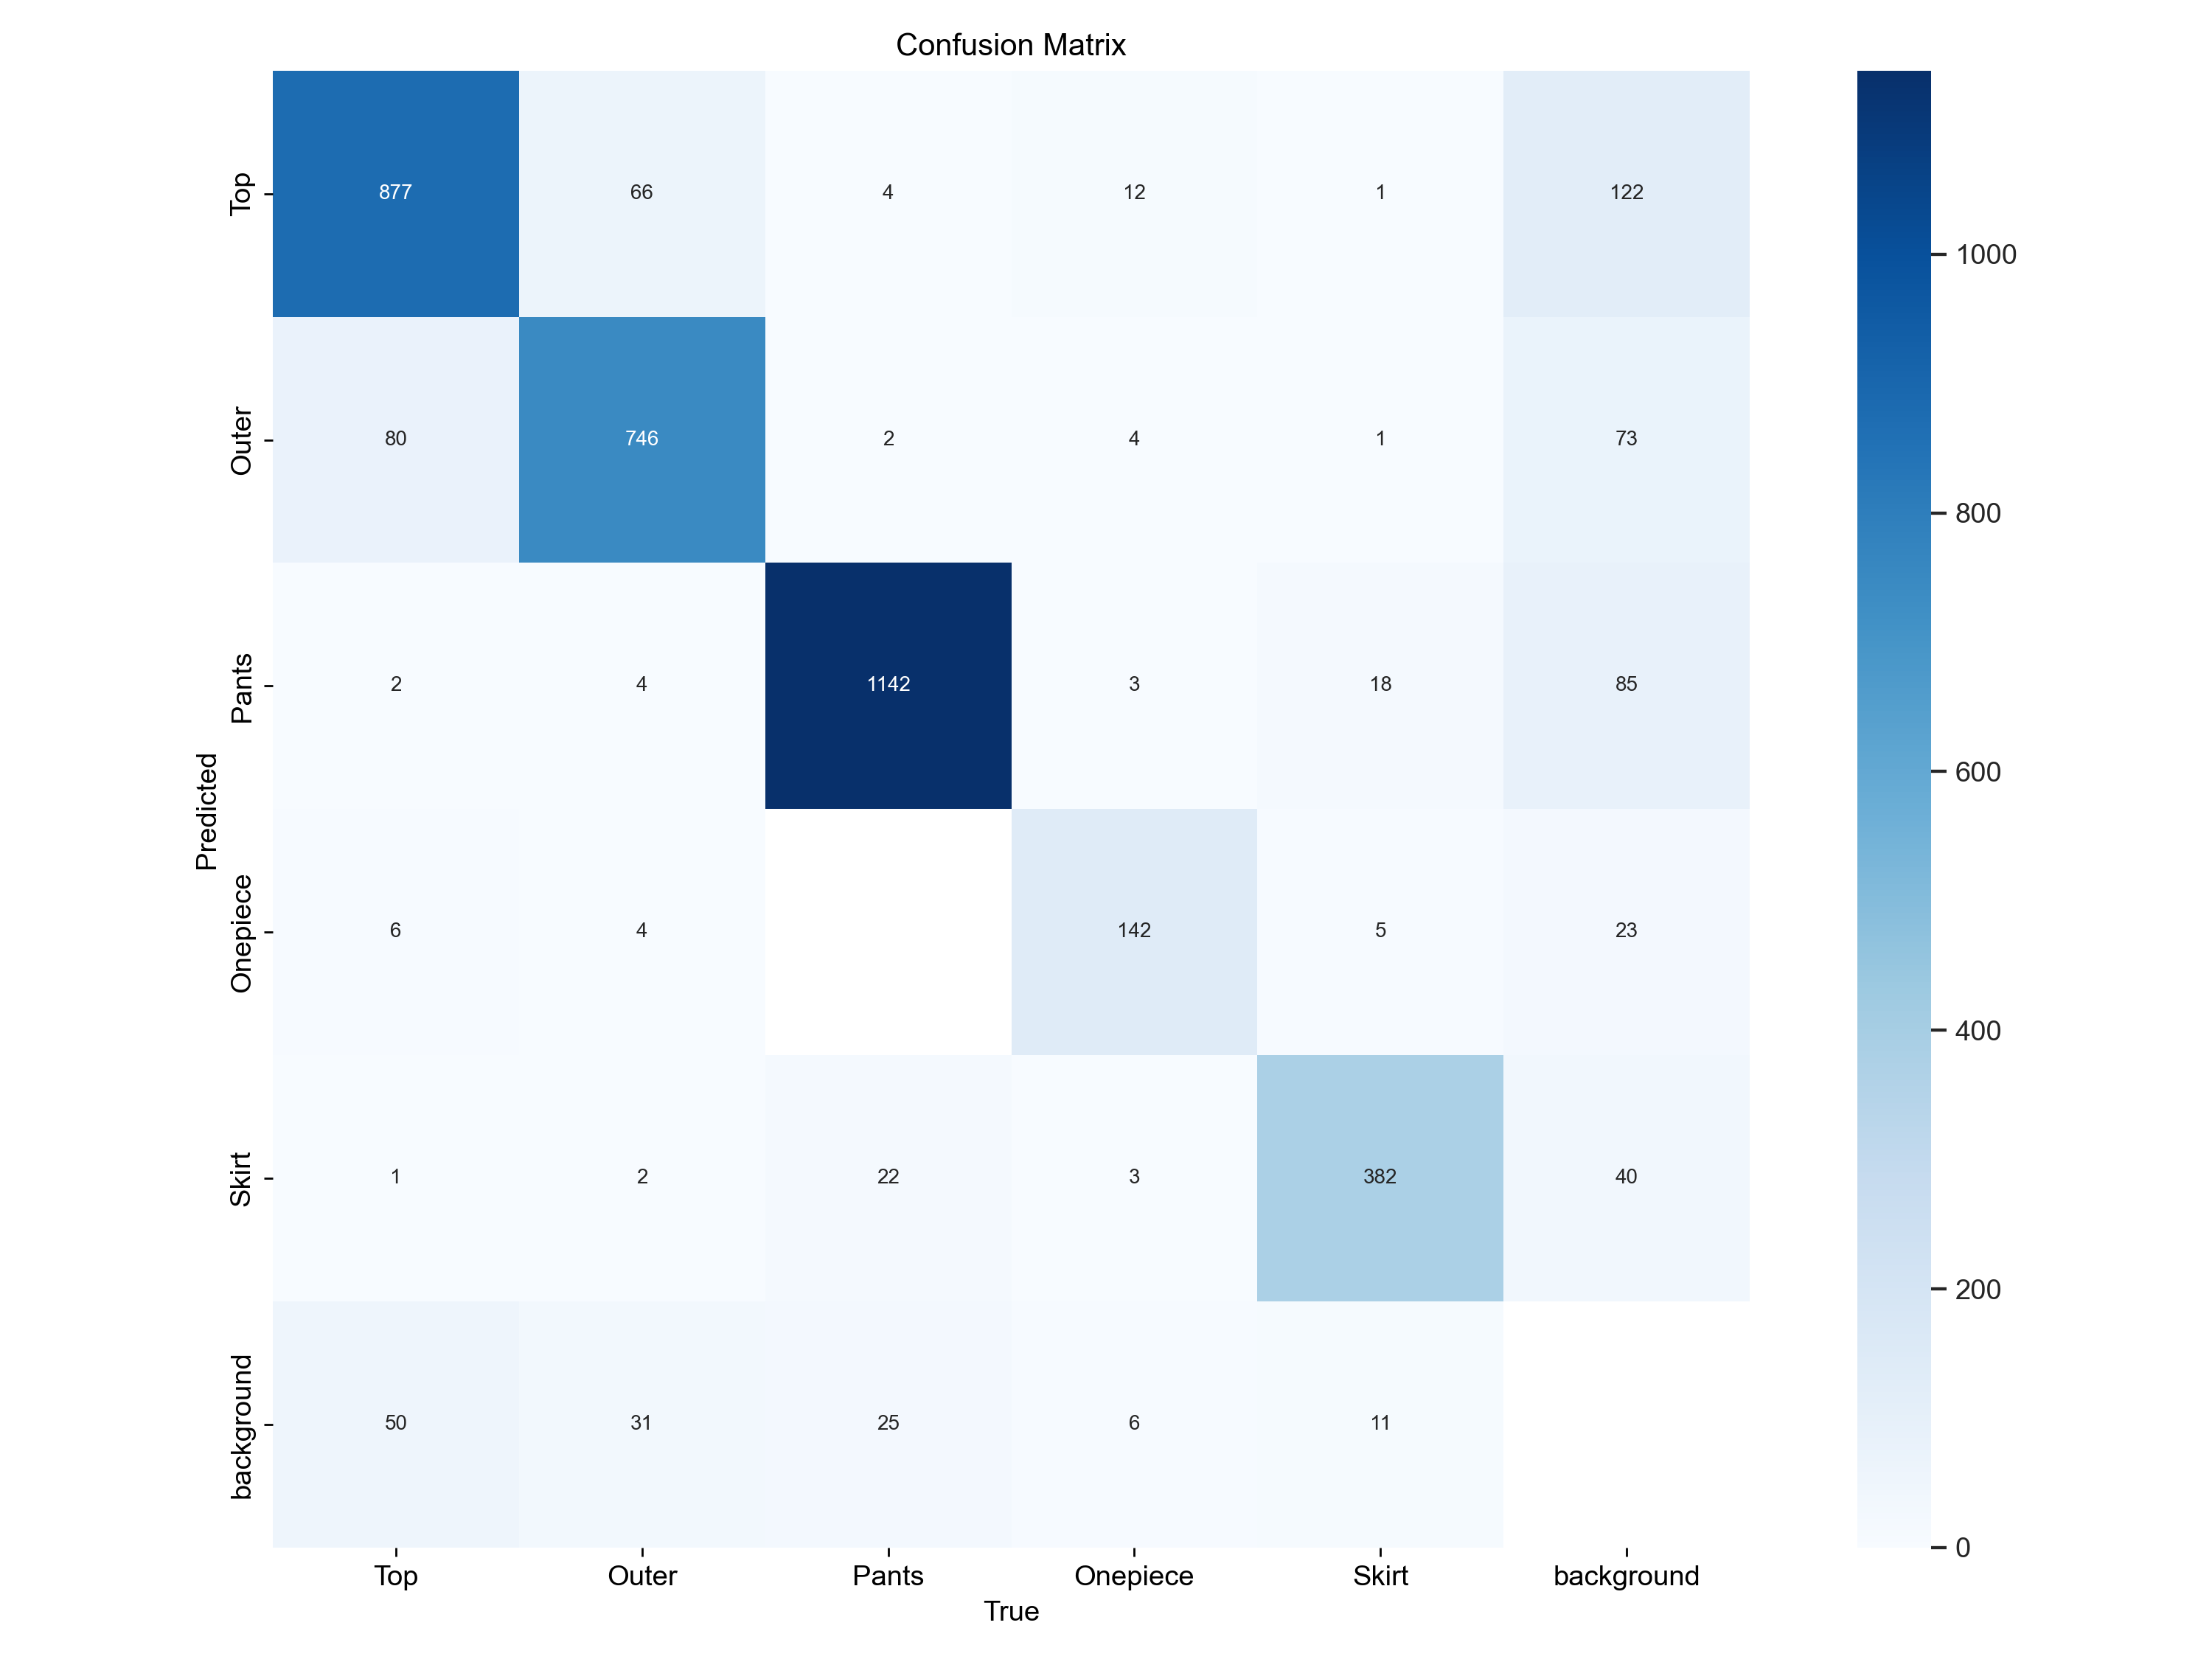 Confusion Matrix
Top 877 66 4 12 1 122
Outer 80 746 2 4 1 73
Pants 2 4 1142 3 18 85
Onepiece 6 4 142 5 23
Skirt 1 2 22 3 382 40
background 50 31 25 6 11
Top Outer Pants Onepiece Skirt background
True
Predicted
1000
800
600
400
200
0